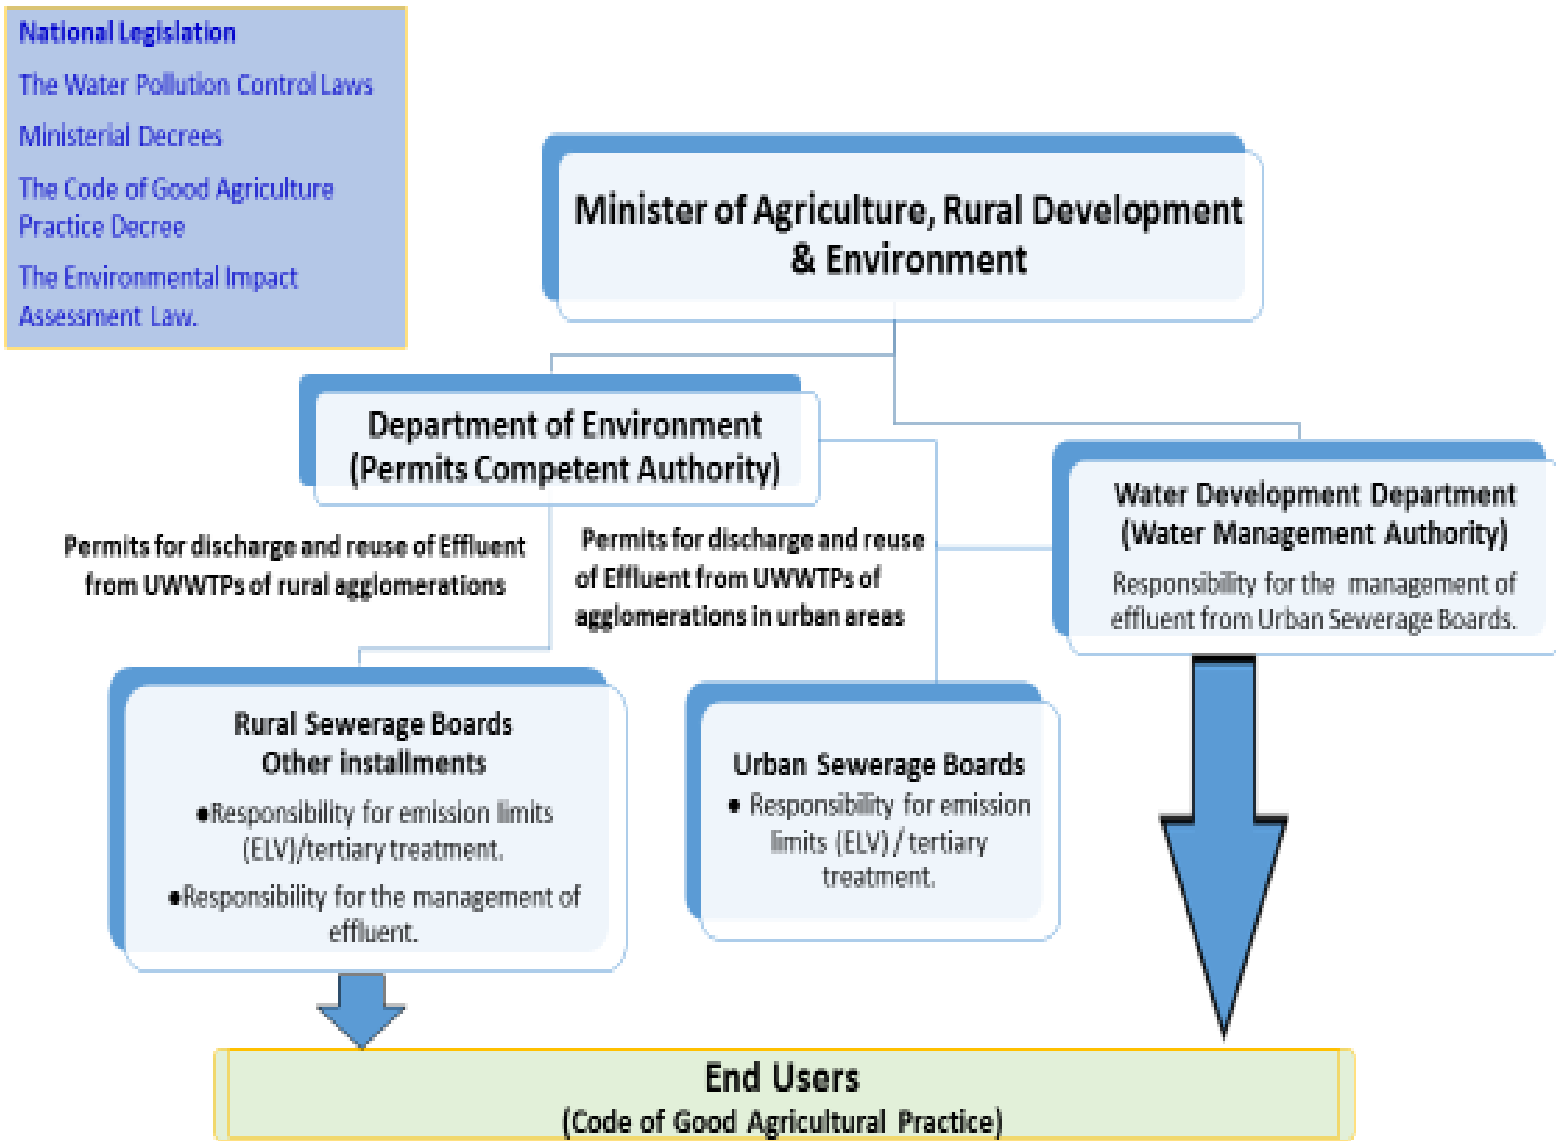 National Legislation
The Water Pollution Control Laws
Ministerial Decrees
The Code of Good Agriculture
Practice Decree
The Environmental Impact
Assessment Law.
Minister of Agriculture, Rural Development
& Environment
Department of Environment
(Permits Competent Authority)
Water Development Department
(Water Management Authority)
Responsibility for the management of
effluent from Urban Sewerage Boards.
Permits for discharge and reuse of Effluent
from UWWTPs of rural agglomerations
Permits for discharge and reuse
of Effluent from UWWTPs of
agglomerations in urban areas
Rural Sewerage Boards
Other installments
●Responsibility for emission limits
(ELV)/tertiary treatment.
●Responsibility for the management of
effluent.
Urban Sewerage Boards
● Responsibility for emission
limits (ELV) / tertiary
treatment.
End Users
(Code of Good Agricultural Practice)